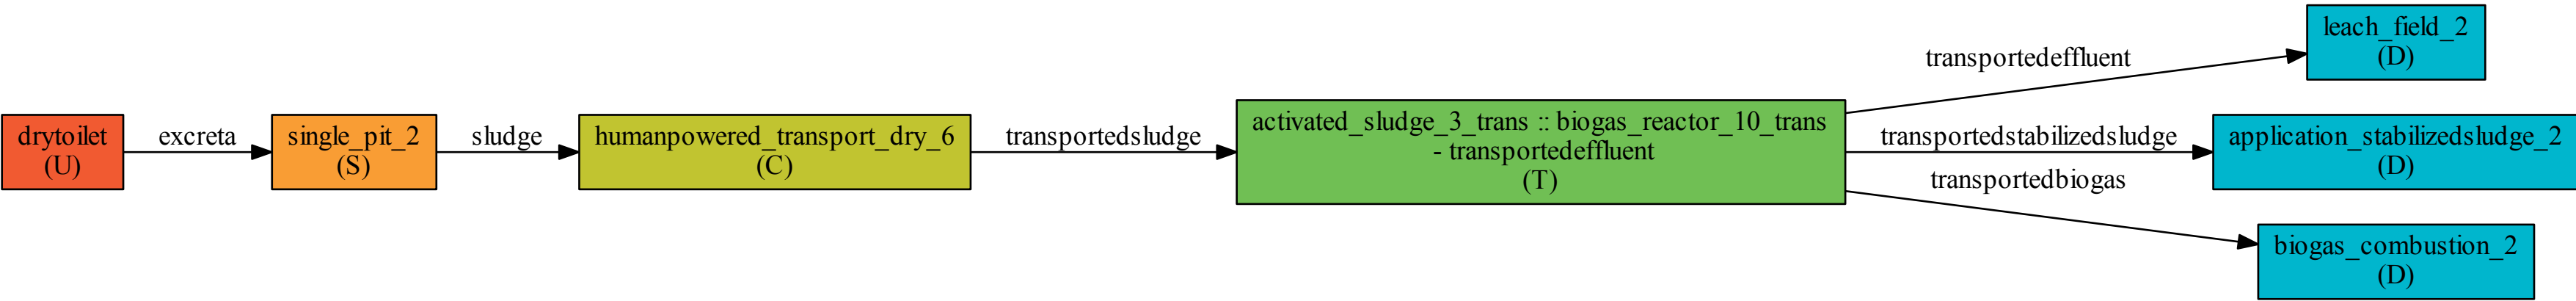 drytoilet
(U)
excreta
single_pit_2
(S)
sludge
humanpowered_transport_dry_6
(C)
transportedsludge
activated_sludge_3_trans :: biogas_reactor_10_trans
- transportedeffluent
(T)
transportedeffluent
leach_field_2
(D)
transportedstabilizedsludge
application_stabilizedsludge_2
(D)
transportedbiogas
biogas_combustion_2
(D)